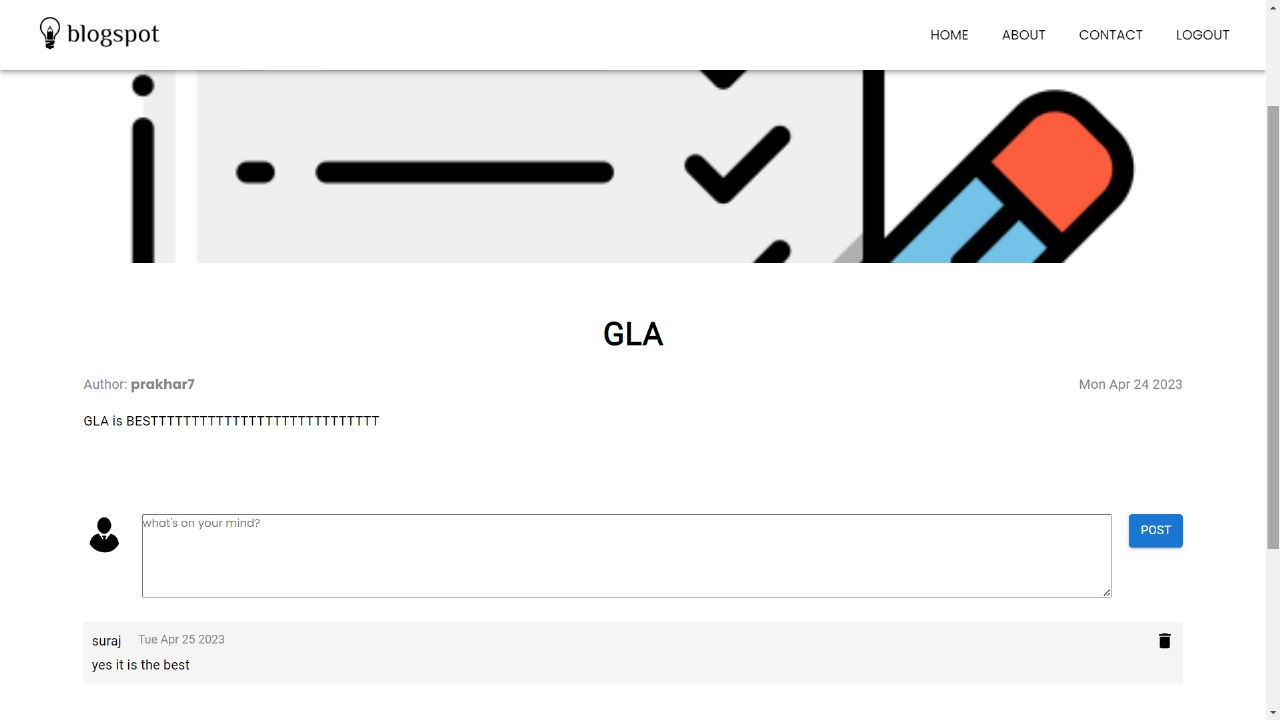 blogspot
HOME
ABOUT
CONTACT
LOGOUT
GLA
Author: prakhar7
Mon Apr 24 2023
GLA is BESTTTTTTTTTTTTTTTTTTTTTTTTTTTT
what's on your mind?
POST
suraj
Tue Apr 25 2023
yes it is the best